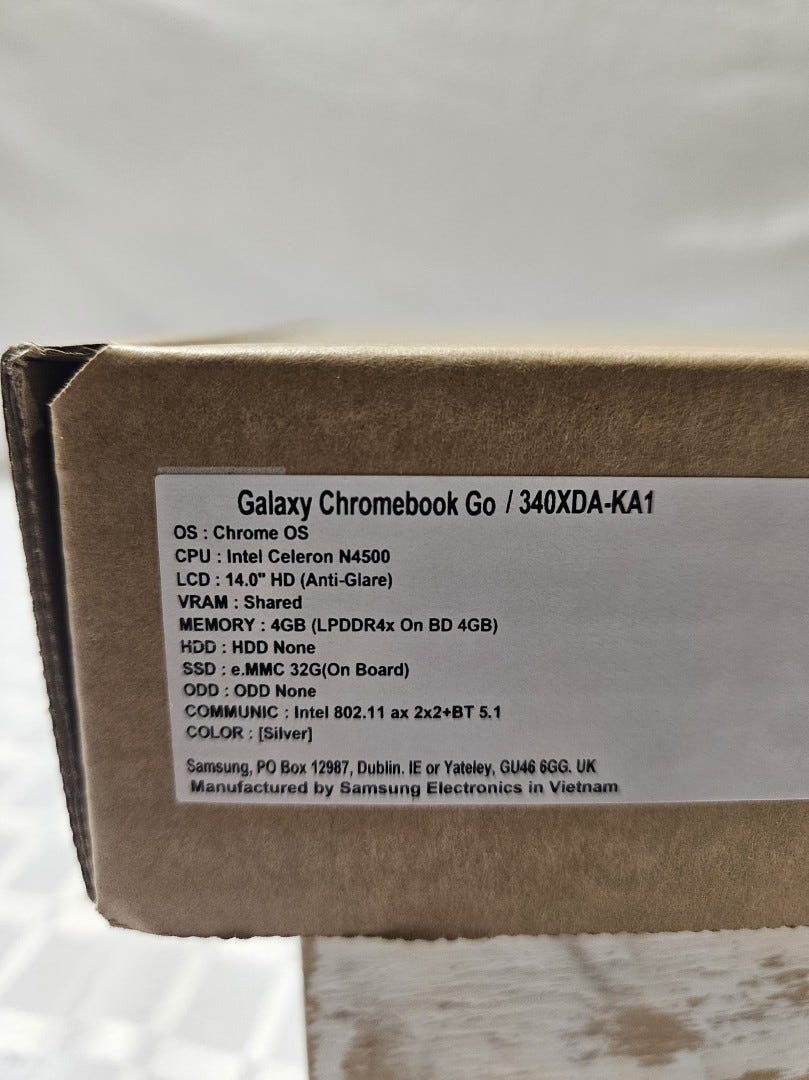 Galaxy Chromebook Go / 340XDA-KA1
OS : Chrome OS
CPU : Intel Celeron N4500
LCD : 14.0" HD (Anti-Glare)
VRAM : Shared
MEMORY : 4GB (LPDDR4x On BD 4GB)
HDD : HDD None
SSD : e.MMC 32G(On Board)
ODD : ODD None
COMMUNIC : Intel 802.11 ax 2x2+BT 5.1
COLOR : [Silver]
Samsung, PO Box 12987, Dublin. IE or Yateley, GU46 6GG. UK
Manufactured by Samsung Electronics in Vietnam